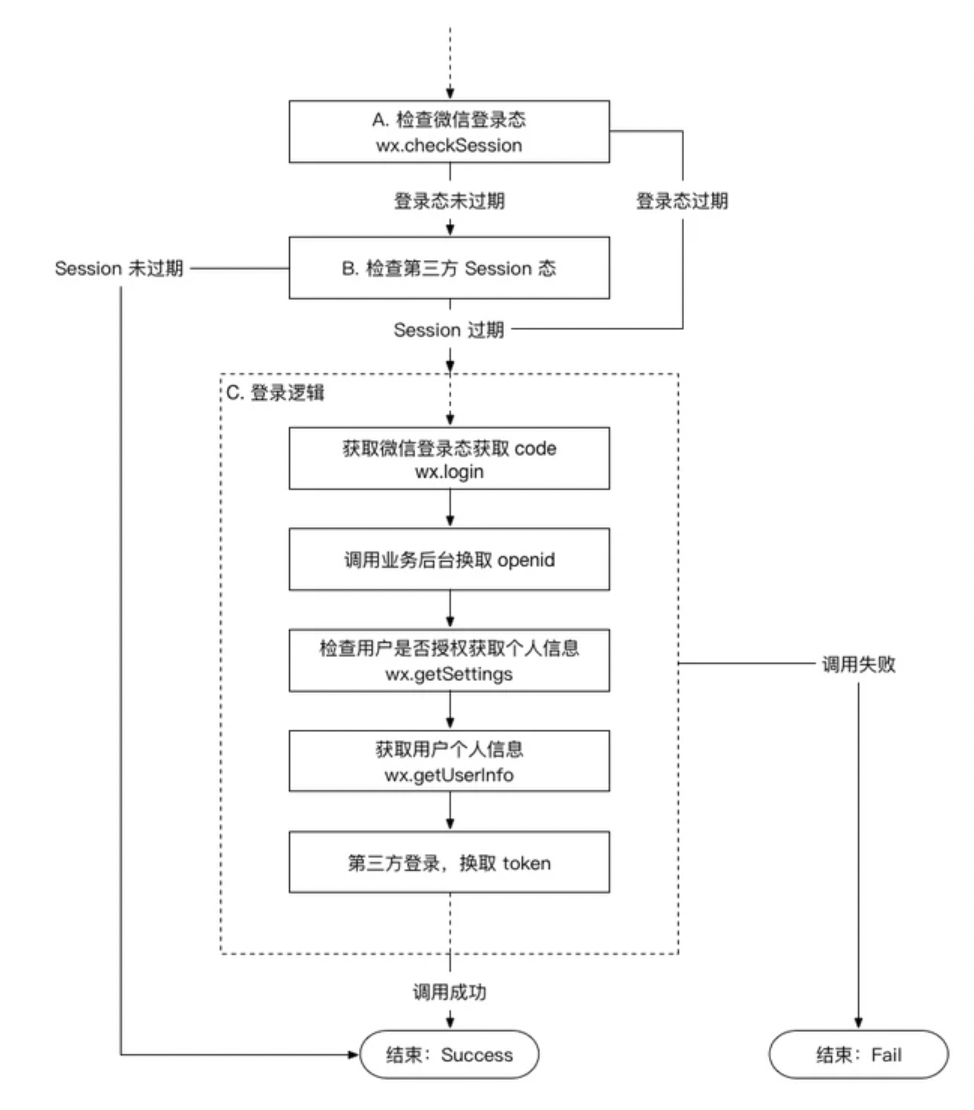 A. 检查微信登录态
wx.checkSession
登录态未过期
登录态过期
Session 未过期
B. 检查第三方 Session 态
Session 过期
C. 登录逻辑
获取微信登录态获取 code
wx.login
调用业务后台换取 openid
检查用户是否授权获取个人信息
wx.getSettings
调用失败
获取用户个人信息
wx.getUserInfo
第三方登录，换取 token
调用成功
结束：Success
结束：Fail